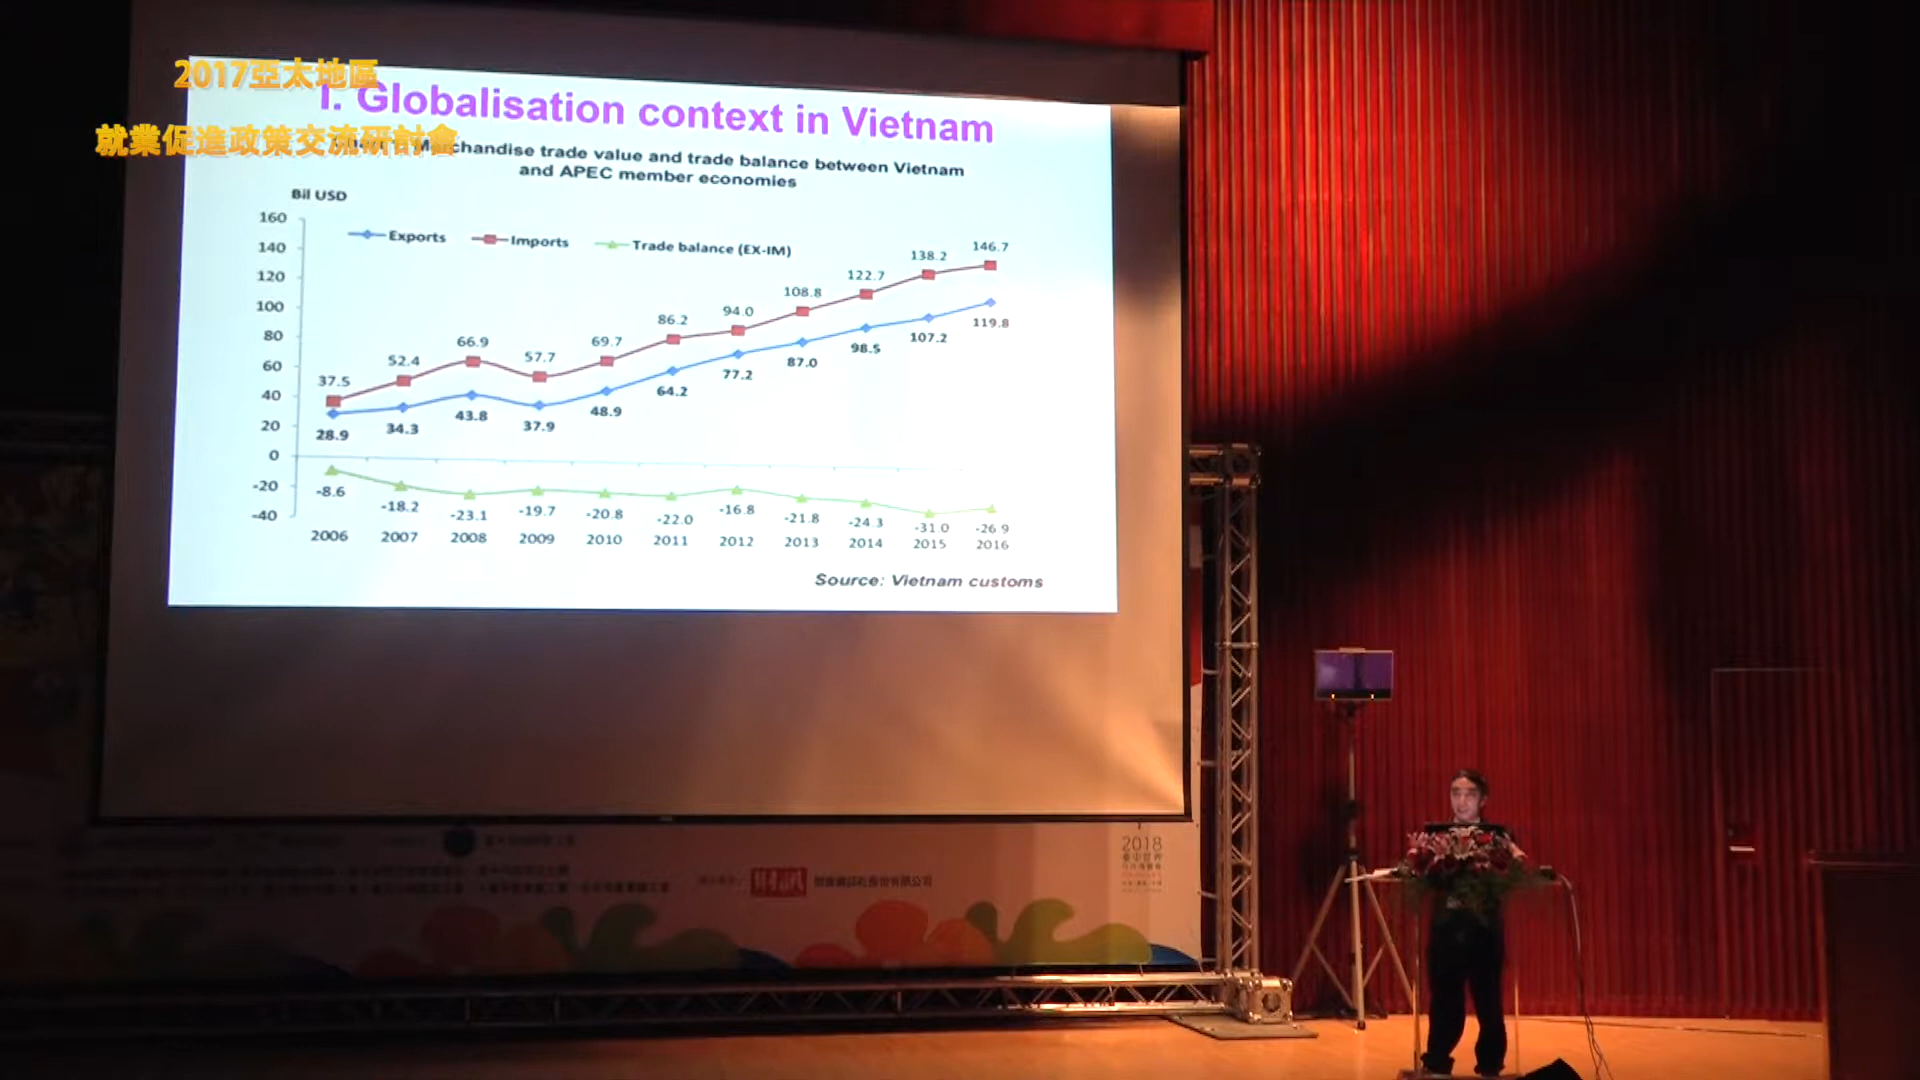 2017亞太地區
就業促進政策交流研討會
I. Globalisation context in Vietnam
Merchandise trade value and trade balance between Vietnam
and APEC member economies
Bil USD
Exports Imports Trade balance (EX-IM)
160
140
120
100
80
60
40
20
0
-20
-40
37.5 52.4 66.9 57.7 69.7 86.2 94.0 108.8 122.7 138.2 146.7
28.9 34.3 43.8 37.9 48.9 64.2 77.2 87.0 98.5 107.2 119.8
-8.6 -18.2 -23.1 -19.7 -20.8 -22.0 -16.8 -21.8 -24.3 -31.0 -26.9
2006 2007 2008 2009 2010 2011 2012 2013 2014 2015 2016
Source: Vietnam customs
2018
財訊